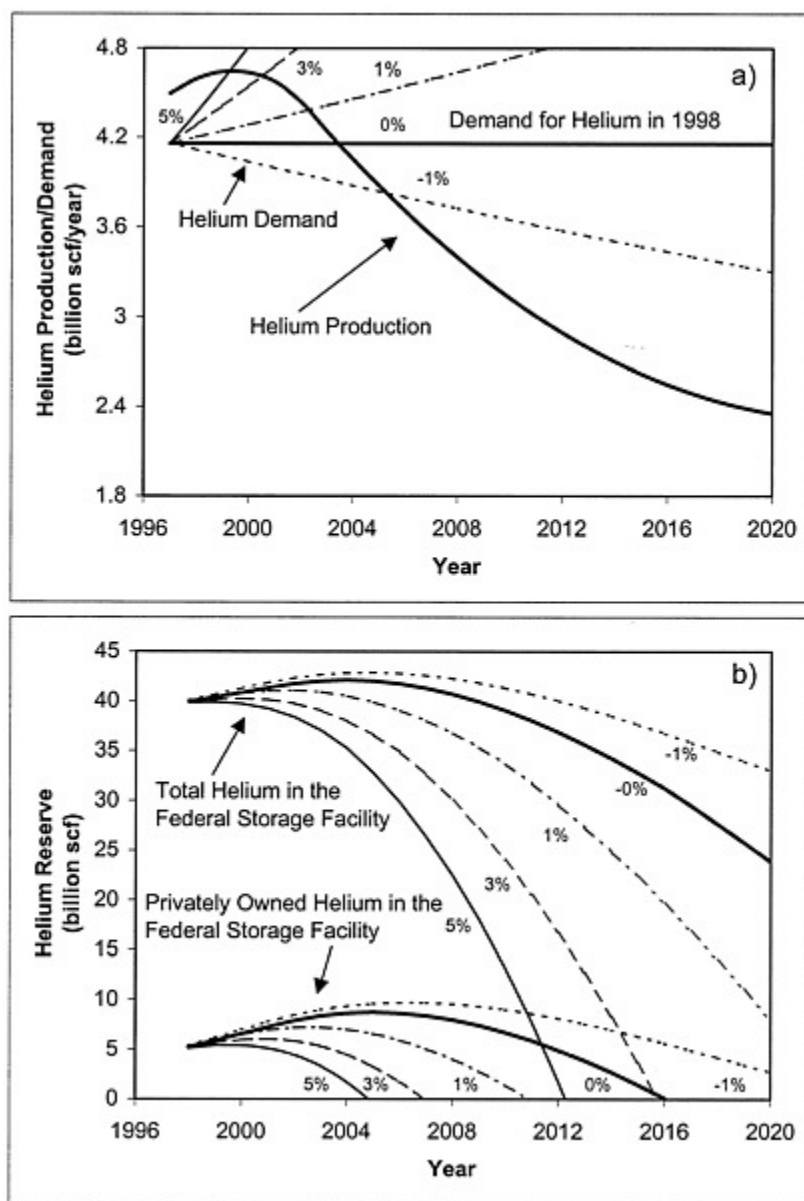 4.8
4.2
3.6
3
2.4
1.8
Helium Production/Demand
(billion scf/year)
5%
3%
1%
a)
0%
Demand for Helium in 1998
-1%
Helium Demand
Helium Production
1996 2000 2004 2008 2012 2016 2020
Year
45
40
35
30
25
20
15
10
5
0
Helium Reserve
(billion scf)
b)
-1%
-0%
Total Helium in the
Federal Storage Facility
1%
3%
5%
Privately Owned Helium in the
Federal Storage Facility
5% 3% 1% 0% -1%
1996 2000 2004 2008 2012 2016 2020
Year